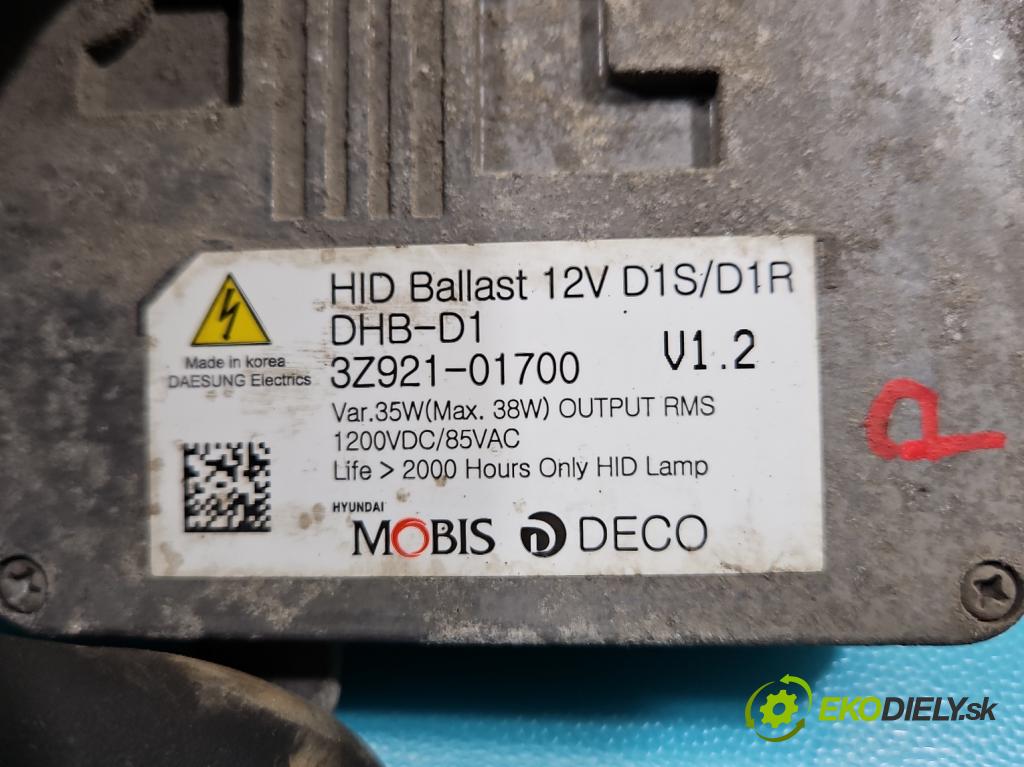 HID Ballast 12V D1S/D1R
DHB-D1
3Z921-01700
V1.2
Made in korea
DAESUNG Electrics
Var.35W(Max. 38W) OUTPUT RMS
1200VDC/85VAC
Life > 2000 Hours Only HID Lamp
HYUNDAI
MOBIS
DECO
P
EKODIELY.sk